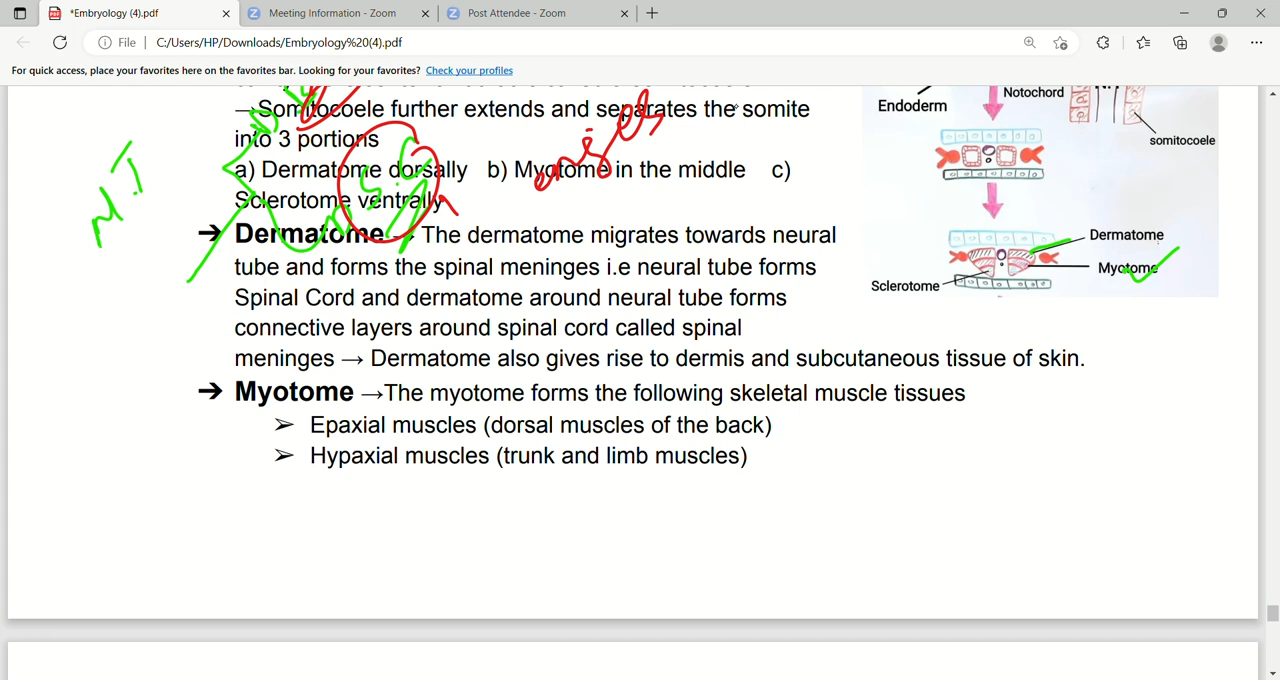 *Embryology (4).pdf
Meeting Information - Zoom
Post Attendee - Zoom
File
C:/Users/HP/Downloads/Embryology%20(4).pdf
For quick access, place your favorites here on the favorites bar. Looking for your favorites? Check your profiles
→Somitocoele further extends and separates the somite
into 3 portions
a) Dermatome dorsally b) Myotome in the middle c)
Sclerotome ventrally
➔ Dermatome → The dermatome migrates towards neural
tube and forms the spinal meninges i.e neural tube forms
Spinal Cord and dermatome around neural tube forms
connective layers around spinal cord called spinal
meninges → Dermatome also gives rise to dermis and subcutaneous tissue of skin.
➔ Myotome →The myotome forms the following skeletal muscle tissues
➢ Epaxial muscles (dorsal muscles of the back)
➢ Hypaxial muscles (trunk and limb muscles)
Endoderm
Notochord
somitocoele
Dermatome
Myotome
Sclerotome
N.T
S.C